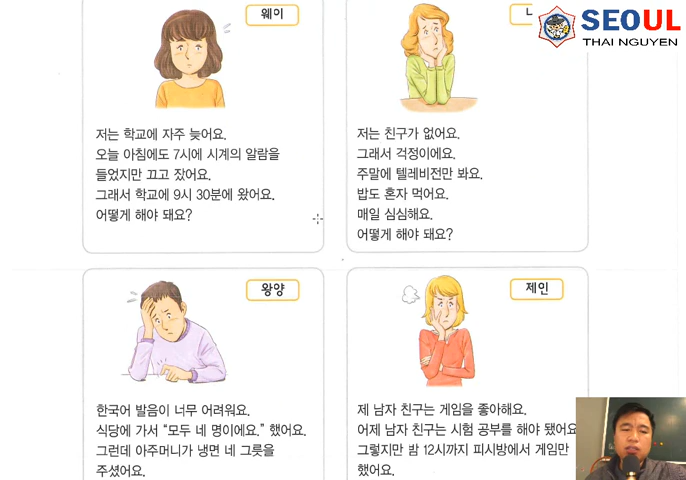 웨이
저는 학교에 자주 늦어요.
오늘 아침에도 7시에 시계의 알람을
들었지만 끄고 잤어요.
그래서 학교에 9시 30분에 왔어요.
어떻게 해야 돼요?
SEOUL
THAI NGUYEN
저는 친구가 없어요.
그래서 걱정이에요.
주말에 텔레비전만 봐요.
밥도 혼자 먹어요.
매일 심심해요.
어떻게 해야 돼요?
왕양
한국어 발음이 너무 어려워요.
식당에 가서 “모두 네 명이에요.” 했어요.
그런데 아주머니가 냉면 네 그릇을
주셨어요.
제인
제 남자 친구는 게임을 좋아해요.
어제 남자 친구는 시험 공부를 해야 됐어요
그렇지만 밤 12시까지 피시방에서 게임만
했어요.